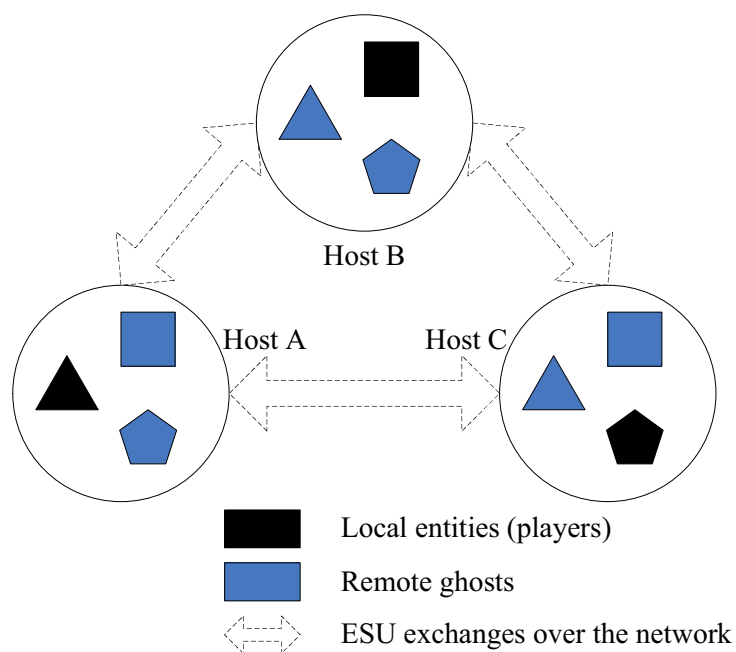 Host B
Host A
Host C
Local entities (players)
Remote ghosts
ESU exchanges over the network